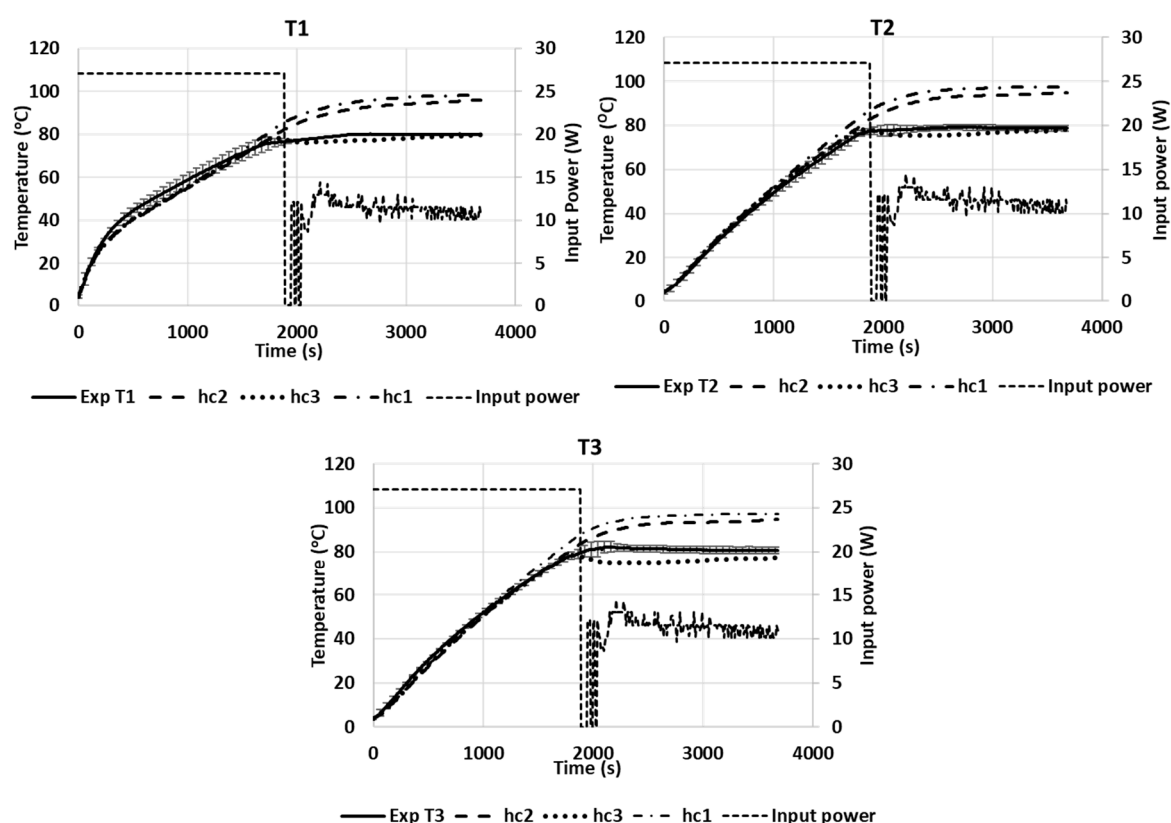 T1
120
100
80
60
40
20
0
Temperature (°C)
30
25
20
15
10
5
0
Input Power (W)
0 1000 2000 3000 4000
Time (s)
Exp T1 hc2 hc3 hc1 Input power
T2
120
100
80
60
40
20
0
Temperature (°C)
30
25
20
15
10
5
0
Input power (W)
0 1000 2000 3000 4000
Time (s)
Exp T2 hc2 hc3 hc1 Input power
T3
120
100
80
60
40
20
0
Temperature (°C)
30
25
20
15
10
5
0
Input power (W)
0 1000 2000 3000 4000
Time (s)
Exp T3 hc2 hc3 hc1 Input power